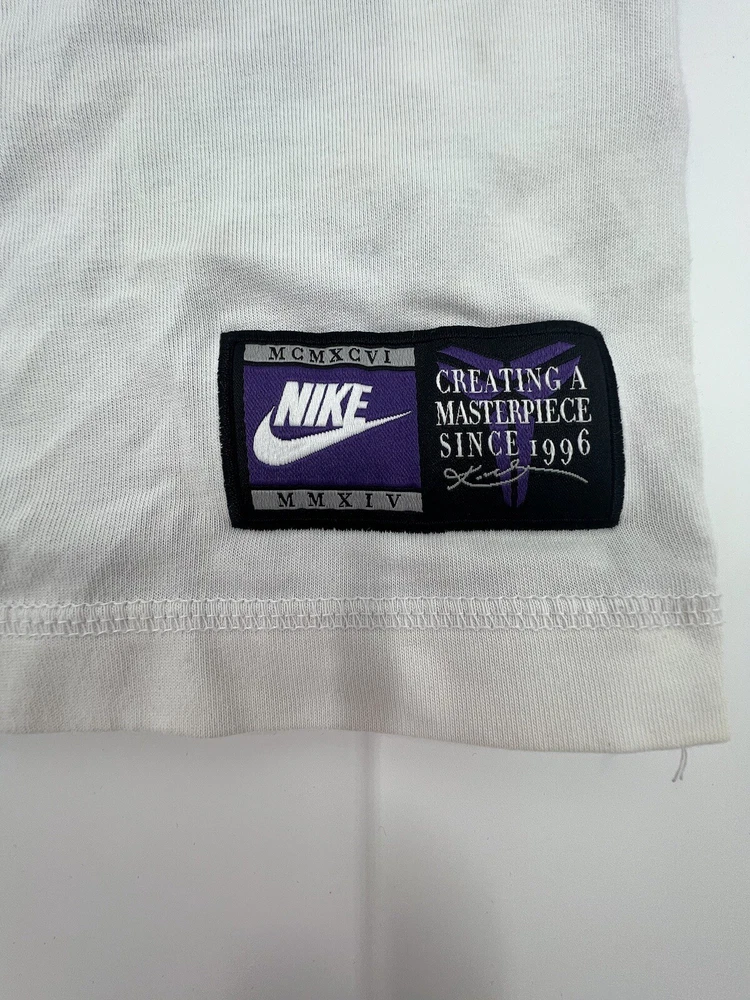 MCMXCVI
NIKE
MMXIV
CREATING A
MASTERPIECE
SINCE 1996